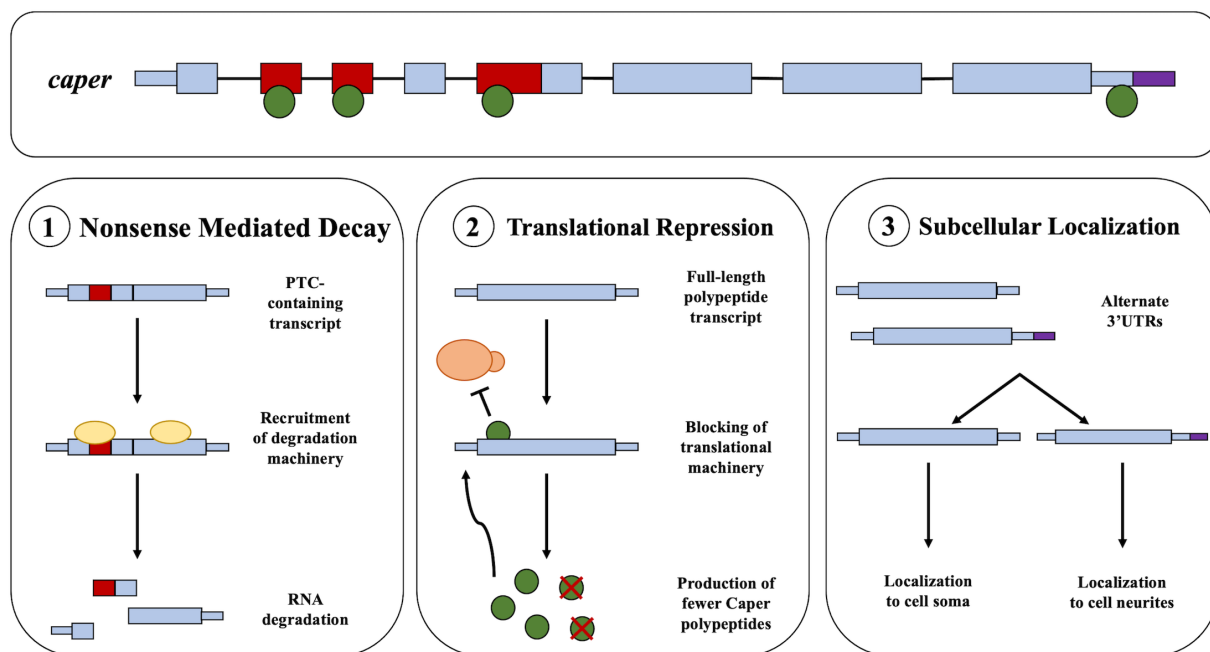 caper
1 Nonsense Mediated Decay
PTC-
containing
transcript
Recruitment
of degradation
machinery
RNA
degradation
2 Translational Repression
Full-length
polypeptide
transcript
Blocking of
translational
machinery
Production of
fewer Caper
polypeptides
3 Subcellular Localization
Alternate
3’UTRs
Localization
to cell soma
Localization
to cell neurites